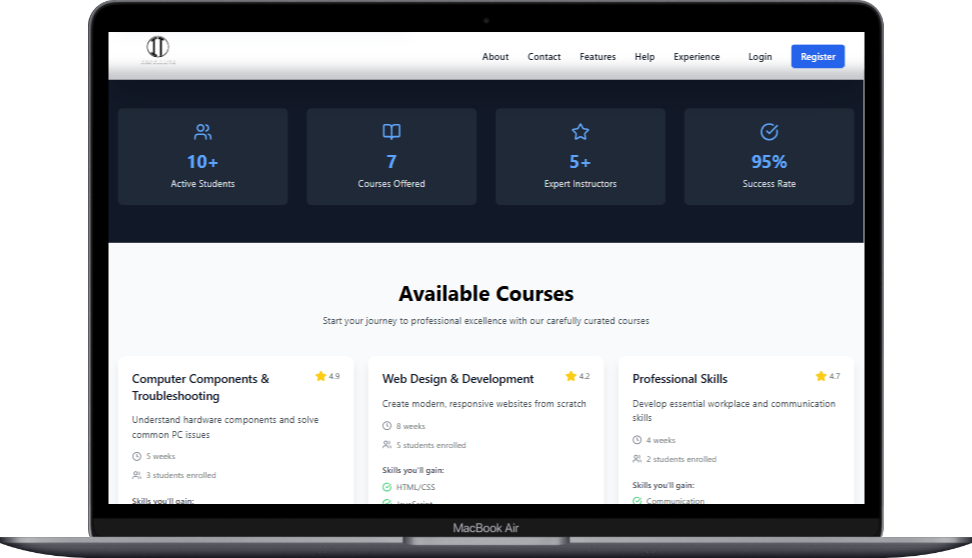 About Contact Features Help Experience Login Register
10+ 7 5+ 95%
Active Students Courses Offered Expert Instructors Success Rate
Available Courses
Start your journey to professional excellence with our carefully curated courses
Computer Components &
Troubleshooting
4.9
Understand hardware components and solve
common PC issues
5 weeks
3 students enrolled
Skills you'll gain:
Web Design & Development
4.2
Create modern, responsive websites from scratch
8 weeks
5 students enrolled
Skills you'll gain:
HTML/CSS
JavaScript
Professional Skills
4.7
Develop essential workplace and communication
skills
4 weeks
2 students enrolled
Skills you'll gain:
Communication
MacBook Air